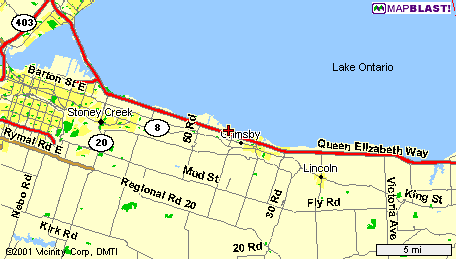 403
MAPBLAST!
Lake Ontario
Barton St E
Stoney Creek
8
50 Rd
Grimsby
Rymal Rd E
20
Queen Elizabeth Way
Mud St
Lincoln
Nebo Rd
Regional Rd 20
30 Rd
Fly Rd
Victoria Ave
King St
Kirk Rd
20 Rd
©2001 Vicinity Corp, DMTI
5 mi